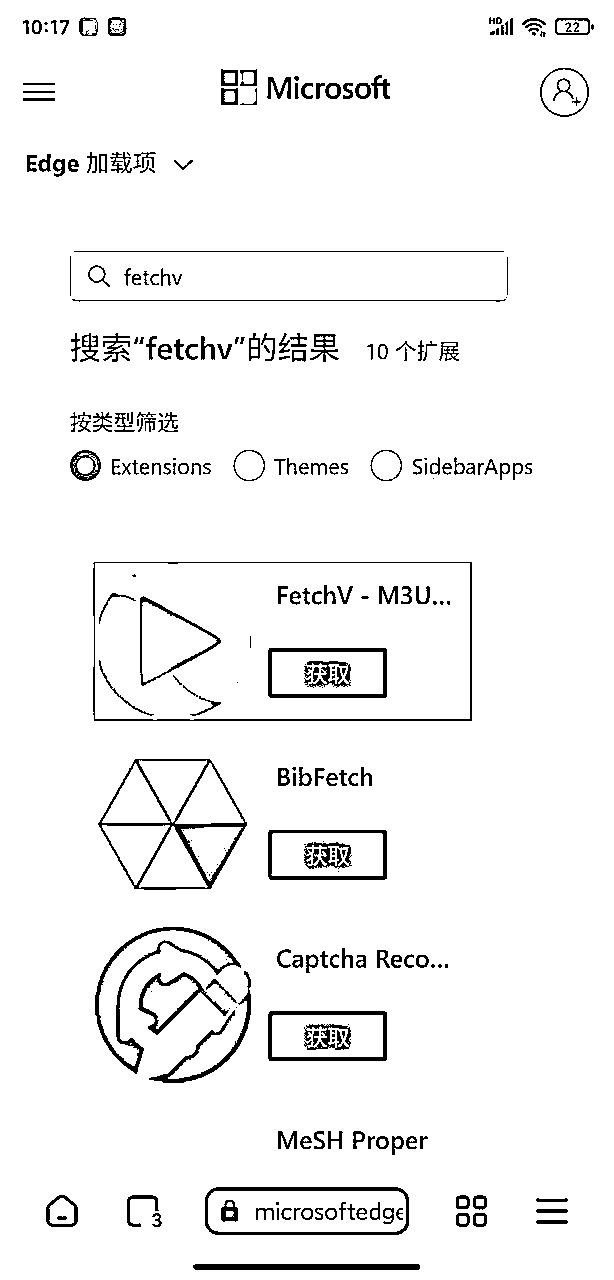 10:17 HD 22
Microsoft
Edge 加载项
fetchv
搜索“fetchv”的结果 10 个扩展
按类型筛选
Extensions Themes SidebarApps
FetchV - M3U...
获取
BibFetch
获取
Captcha Reco...
获取
MeSH Proper
3 microsoftedge